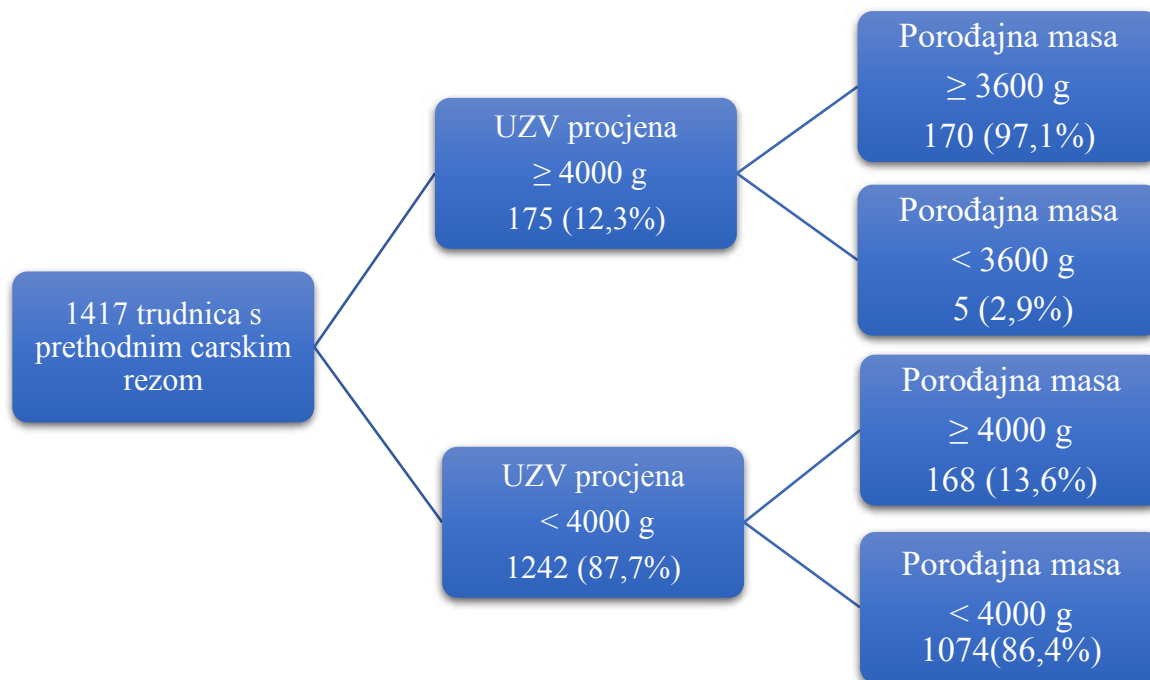 1417 trudnica s
prethodnim carskim
rezom
UZV procjena
≥ 4000 g
175 (12,3%)
Porođajna masa
≥ 3600 g
170 (97,1%)
Porođajna masa
< 3600 g
5 (2,9%)
UZV procjena
< 4000 g
1242 (87,7%)
Porođajna masa
≥ 4000 g
168 (13,6%)
Porođajna masa
< 4000 g
1074(86,4%)